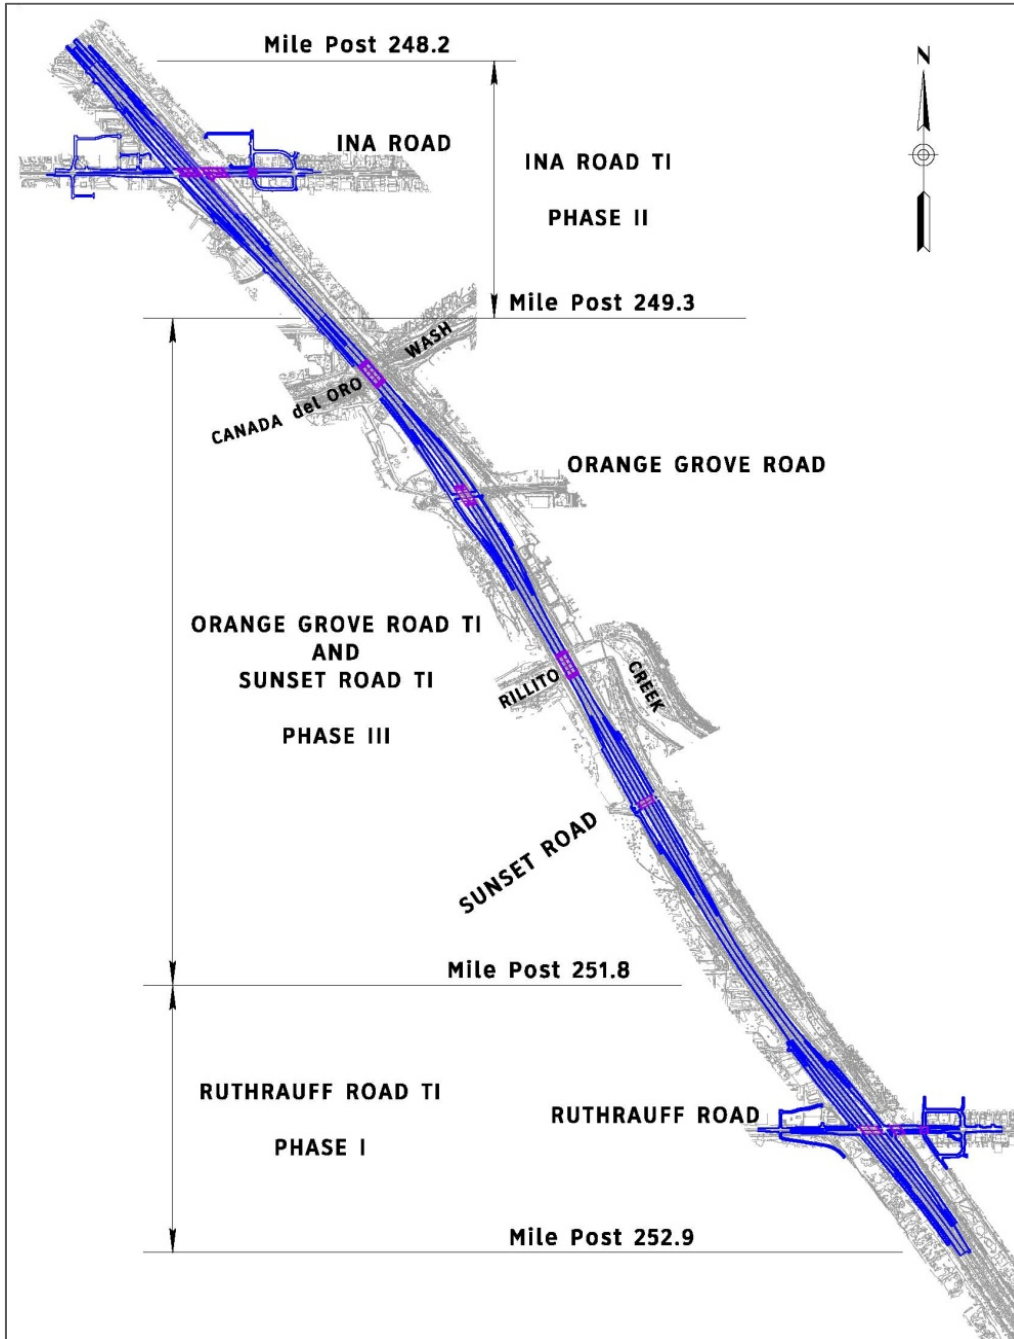 Mile Post 248.2
N
INA ROAD
INA ROAD TI
PHASE II
Mile Post 249.3
WASH
CANADA del ORO
ORANGE GROVE ROAD
ORANGE GROVE ROAD TI
AND
SUNSET ROAD TI
PHASE III
RILLITO
CREEK
SUNSET ROAD
Mile Post 251.8
RUTHRAUFF ROAD TI
PHASE I
RUTHRAUFF ROAD
Mile Post 252.9